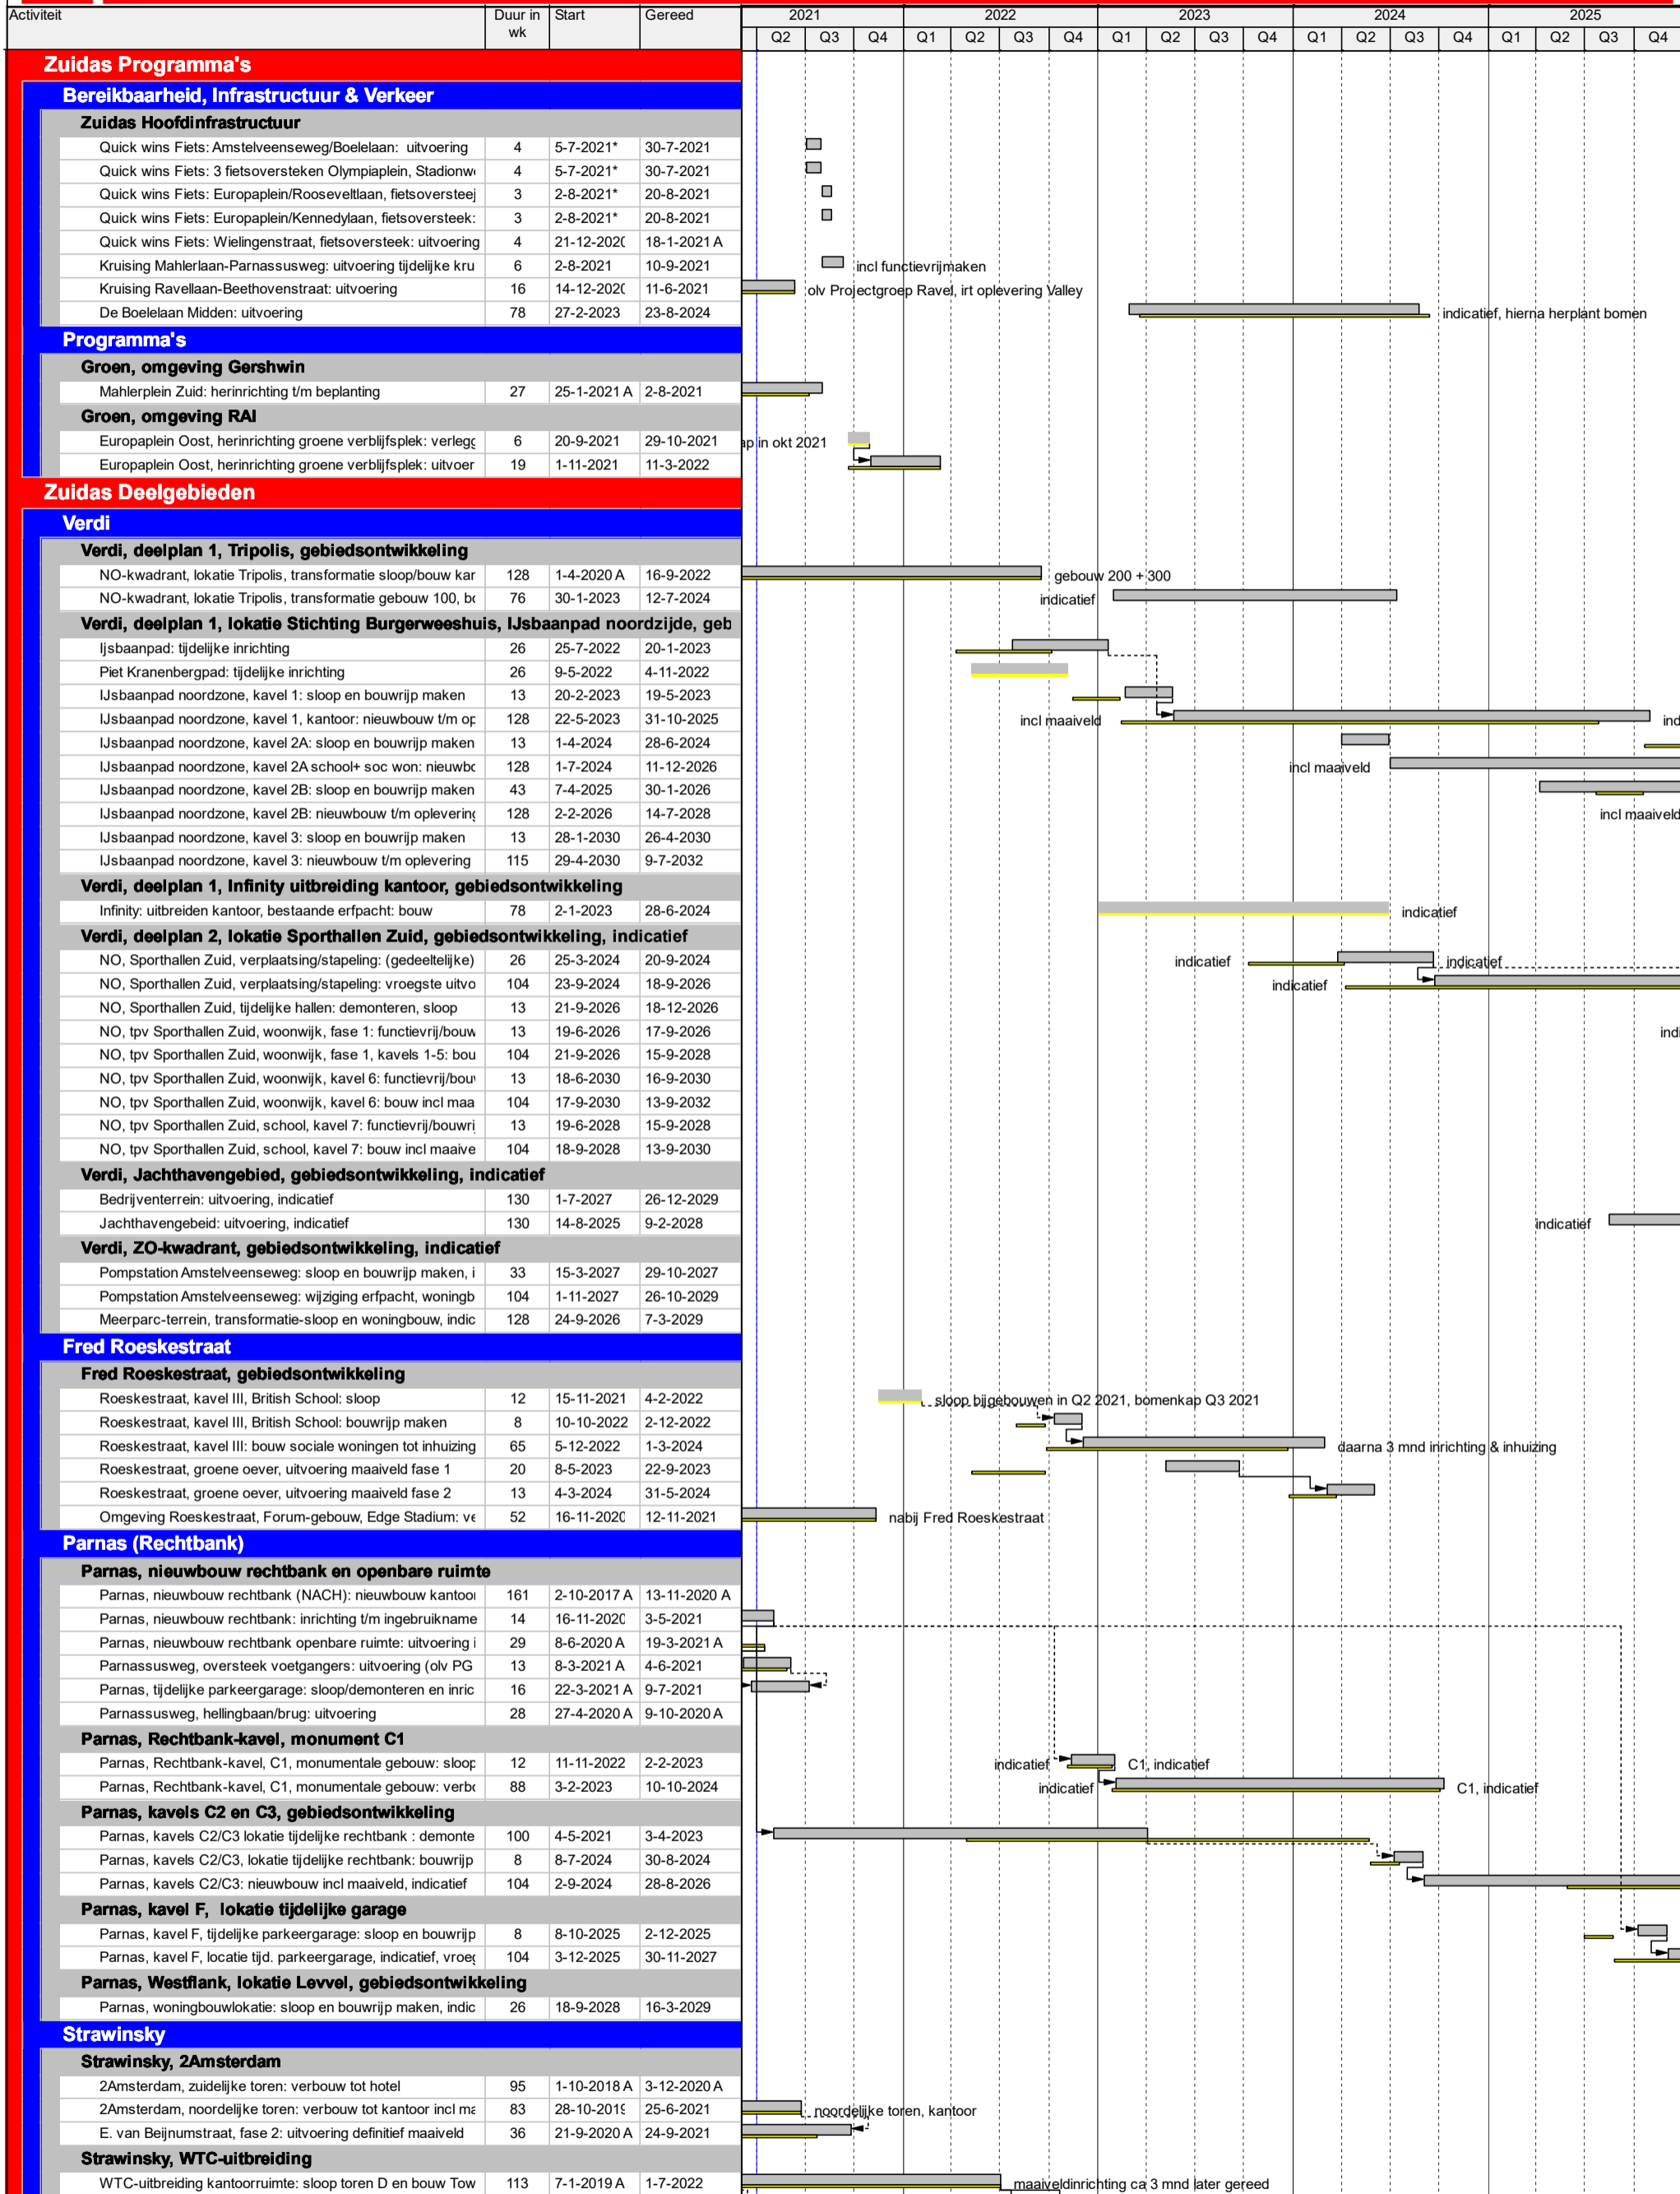 Activiteit Duur in wk Start Gereed 2021 2022 2023 2024 2025
Q2 Q3 Q4 Q1 Q2 Q3 Q4 Q1 Q2 Q3 Q4 Q1 Q2 Q3 Q4 Q1 Q2 Q3 Q4
Zuidas Programma's
Bereikbaarheid, Infrastructuur & Verkeer
Zuidas Hoofdinfrastructuur
Quick wins Fiets: Amstelveenseweg/Boelelaan: uitvoering 4 5-7-2021* 30-7-2021
Quick wins Fiets: 3 fietsoversteken Olympiaplein, Stadionw 4 5-7-2021* 30-7-2021
Quick wins Fiets: Europaplein/Rooseveltlaan, fietsoversteel 3 2-8-2021* 20-8-2021
Quick wins Fiets: Europaplein/Kennedylaan, fietsoversteek: 3 2-8-2021* 20-8-2021
Quick wins Fiets: Wielingenstraat, fietsoversteek: uitvoering 4 21-12-2020 18-1-2021 A
Kruising Mahlerlaan-Parnassusweg: uitvoering tijdelijke kru 6 2-8-2021 10-9-2021 incl functievrijmaken
Kruising Ravellaan-Beethovenstraat: uitvoering 16 14-12-2020 11-6-2021 olv Projectgroep Ravel, irt oplevering Valley
De Boelelaan Midden: uitvoering 78 27-2-2023 23-8-2024 indicatief, hierna herplant bomen
Programma's
Groen, omgeving Gershwin
Mahlerplein Zuid: herinrichting t/m beplanting 27 25-1-2021 A 2-8-2021
Groen, omgeving RAI
Europaplein Oost, herinrichting groene verblijfsplek: verlegg 6 20-9-2021 29-10-2021 ap in okt 2021
Europaplein Oost, herinrichting groene verblijfsplek: uitvoer 19 1-11-2021 11-3-2022
Zuidas Deelgebieden
Verdi
Verdi, deelplan 1, Tripolis, gebiedsontwikkeling
NO-kwadrant, lokatie Tripolis, transformatie sloop/bouw kar 128 1-4-2020 A 16-9-2022 gebouw 200 + 300
NO-kwadrant, lokatie Tripolis, transformatie gebouw 100, bo 76 30-1-2023 12-7-2024 indicatief
Verdi, deelplan 1, lokatie Stichting Burgerweeshuis, IJsbaanpad noordzijde, geb
Ijsbaanpad: tijdelijke inrichting 26 25-7-2022 20-1-2023
Piet Kranenbergpad: tijdelijke inrichting 26 9-5-2022 4-11-2022
IJsbaanpad noordzone, kavel 1: sloop en bouwrijp maken 13 20-2-2023 19-5-2023
IJsbaanpad noordzone, kavel 1, kantoor: nieuwbouw t/m op 128 22-5-2023 31-10-2025 incl maaiveld ind
IJsbaanpad noordzone, kavel 2A: sloop en bouwrijp maken 13 1-4-2024 28-6-2024
IJsbaanpad noordzone, kavel 2A school+ soc won: nieuwbo 128 1-7-2024 11-12-2026 incl maaiveld
IJsbaanpad noordzone, kavel 2B: sloop en bouwrijp maken 43 7-4-2025 30-1-2026
IJsbaanpad noordzone, kavel 2B: nieuwbouw t/m oplevering 128 2-2-2026 14-7-2028 incl maaiveld
IJsbaanpad noordzone, kavel 3: sloop en bouwrijp maken 13 28-1-2030 26-4-2030
IJsbaanpad noordzone, kavel 3: nieuwbouw t/m oplevering 115 29-4-2030 9-7-2032
Verdi, deelplan 1, Infinity uitbreiding kantoor, gebiedsontwikkeling
Infinity: uitbreiden kantoor, bestaande erfpacht: bouw 78 2-1-2023 28-6-2024 indicatief
Verdi, deelplan 2, lokatie Sporthallen Zuid, gebiedsontwikkeling, indicatief
NO, Sporthallen Zuid, verplaatsing/stapeling: (gedeeltelijke) 26 25-3-2024 20-9-2024 indicatief indicatief
NO, Sporthallen Zuid, verplaatsing/stapeling: vroegste uitvo 104 23-9-2024 18-9-2026 indicatief
NO, Sporthallen Zuid, tijdelijke hallen: demonteren, sloop 13 21-9-2026 18-12-2026
NO, tpv Sporthallen Zuid, woonwijk, fase 1: functievrij/bouw 13 19-6-2026 17-9-2026 indi
NO, tpv Sporthallen Zuid, woonwijk, fase 1, kavels 1-5: bou 104 21-9-2026 15-9-2028
NO, tpv Sporthallen Zuid, woonwijk, kavel 6: functievrij/bouw 13 18-6-2030 16-9-2030
NO, tpv Sporthallen Zuid, woonwijk, kavel 6: bouw incl maa 104 17-9-2030 13-9-2032
NO, tpv Sporthallen Zuid, school, kavel 7: functievrij/bouwrij 13 19-6-2028 15-9-2028
NO, tpv Sporthallen Zuid, school, kavel 7: bouw incl maaive 104 18-9-2028 13-9-2030
Verdi, Jachthavengebied, gebiedsontwikkeling, indicatief
Bedrijventerrein: uitvoering, indicatief 130 1-7-2027 26-12-2029
Jachthavengebeid: uitvoering, indicatief 130 14-8-2025 9-2-2028 indicatief
Verdi, ZO-kwadrant, gebiedsontwikkeling, indicatief
Pompstation Amstelveenseweg: sloop en bouwrijp maken, i 33 15-3-2027 29-10-2027
Pompstation Amstelveenseweg: wijziging erfpacht, woningb 104 1-11-2027 26-10-2029
Meerparc-terrein, transformatie-sloop en woningbouw, indic 128 24-9-2026 7-3-2029
Fred Roeskestraat
Fred Roeskestraat, gebiedsontwikkeling
Roeskestraat, kavel III, British School: sloop 12 15-11-2021 4-2-2022 sloop bijgebouwen in Q2 2021, bomenkap Q3 2021
Roeskestraat, kavel III, British School: bouwrijp maken 8 10-10-2022 2-12-2022
Roeskestraat, kavel III: bouw sociale woningen tot inhuizing 65 5-12-2022 1-3-2024 daarna 3 mnd inrichting & inhuizing
Roeskestraat, groene oever, uitvoering maaiveld fase 1 20 8-5-2023 22-9-2023
Roeskestraat, groene oever, uitvoering maaiveld fase 2 13 4-3-2024 31-5-2024
Omgeving Roeskestraat, Forum-gebouw, Edge Stadium: ve 52 16-11-2020 12-11-2021 nabij Fred Roeskestraat
Parnas (Rechtbank)
Parnas, nieuwbouw rechtbank en openbare ruimte
Parnas, nieuwbouw rechtbank (NACH): nieuwbouw kantoor 161 2-10-2017 A 13-11-2020 A
Parnas, nieuwbouw rechtbank: inrichting t/m ingebruikname 14 16-11-2020 3-5-2021
Parnas, nieuwbouw rechtbank openbare ruimte: uitvoering i 29 8-6-2020 A 19-3-2021 A
Parnassusweg, oversteek voetgangers: uitvoering (olv PG 13 8-3-2021 A 4-6-2021
Parnas, tijdelijke parkeergarage: sloop/demonteren en inric 16 22-3-2021 A 9-7-2021
Parnassusweg, hellingbaan/brug: uitvoering 28 27-4-2020 A 9-10-2020 A
Parnas, Rechtbank-kavel, monument C1
Parnas, Rechtbank-kavel, C1, monumentale gebouw: sloop 12 11-11-2022 2-2-2023 indicatief C1, indicatief
Parnas, Rechtbank-kavel, C1, monumentale gebouw: verbo 88 3-2-2023 10-10-2024 indicatief C1, indicatief
Parnas, kavels C2 en C3, gebiedsontwikkeling
Parnas, kavels C2/C3 lokatie tijdelijke rechtbank : demonte 100 4-5-2021 3-4-2023
Parnas, kavels C2/C3, lokatie tijdelijke rechtbank: bouwrijp 8 8-7-2024 30-8-2024
Parnas, kavels C2/C3: nieuwbouw incl maaiveld, indicatief 104 2-9-2024 28-8-2026
Parnas, kavel F, lokatie tijdelijke garage
Parnas, kavel F, tijdelijke parkeergarage: sloop en bouwrijp 8 8-10-2025 2-12-2025
Parnas, kavel F, locatie tijd. parkeergarage, indicatief, vroeg 104 3-12-2025 30-11-2027
Parnas, Westflank, lokatie Levvel, gebiedsontwikkeling
Parnas, woningbouwlokatie: sloop en bouwrijp maken, indic 26 18-9-2028 16-3-2029
Strawinsky
Strawinsky, 2Amsterdam
2Amsterdam, zuidelijke toren: verbouw tot hotel 95 1-10-2018 A 3-12-2020 A
2Amsterdam, noordelijke toren: verbouw tot kantoor incl ma 83 28-10-2019 25-6-2021 noordelijke toren, kantoor
E. van Beijnumstraat, fase 2: uitvoering definitief maaiveld 36 21-9-2020 A 24-9-2021
Strawinsky, WTC-uitbreiding
WTC-uitbreiding kantoorruimte: sloop toren D en bouw Tow 113 7-1-2019 A 1-7-2022 maaiveldinrichting ca 3 mnd later gereed